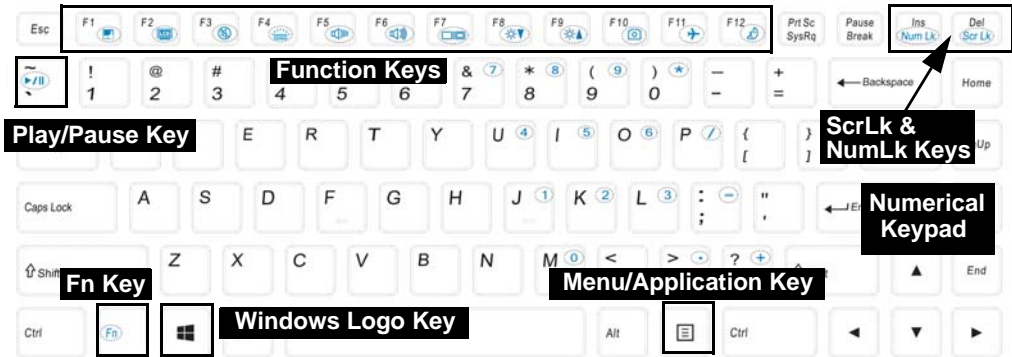 Esc F1 F2 F3 F4 F5 F6 F7 F8 F9 F10 F11 F12 Prt Sc SysRq Pause Break Ins Num Lk Del Scr Lk
~ ` ! 1 @ 2 # 3 4 5 6 & 7 7 * 8 8 ( 9 9 ) 0 * _ - + = Backspace Home
Function Keys
Play/Pause Key
E R T Y U 4 I 5 O 6 P / { [ } ] Up
ScrLk &
NumLk Keys
Caps Lock A S D F G H J 1 K 2 L 3 : ; - " '
Numerical
Keypad
Shift Z X C V B N M 0 < > . ? + End
Fn Key
Menu/Application Key
Windows Logo Key
Ctrl Fn Alt Ctrl